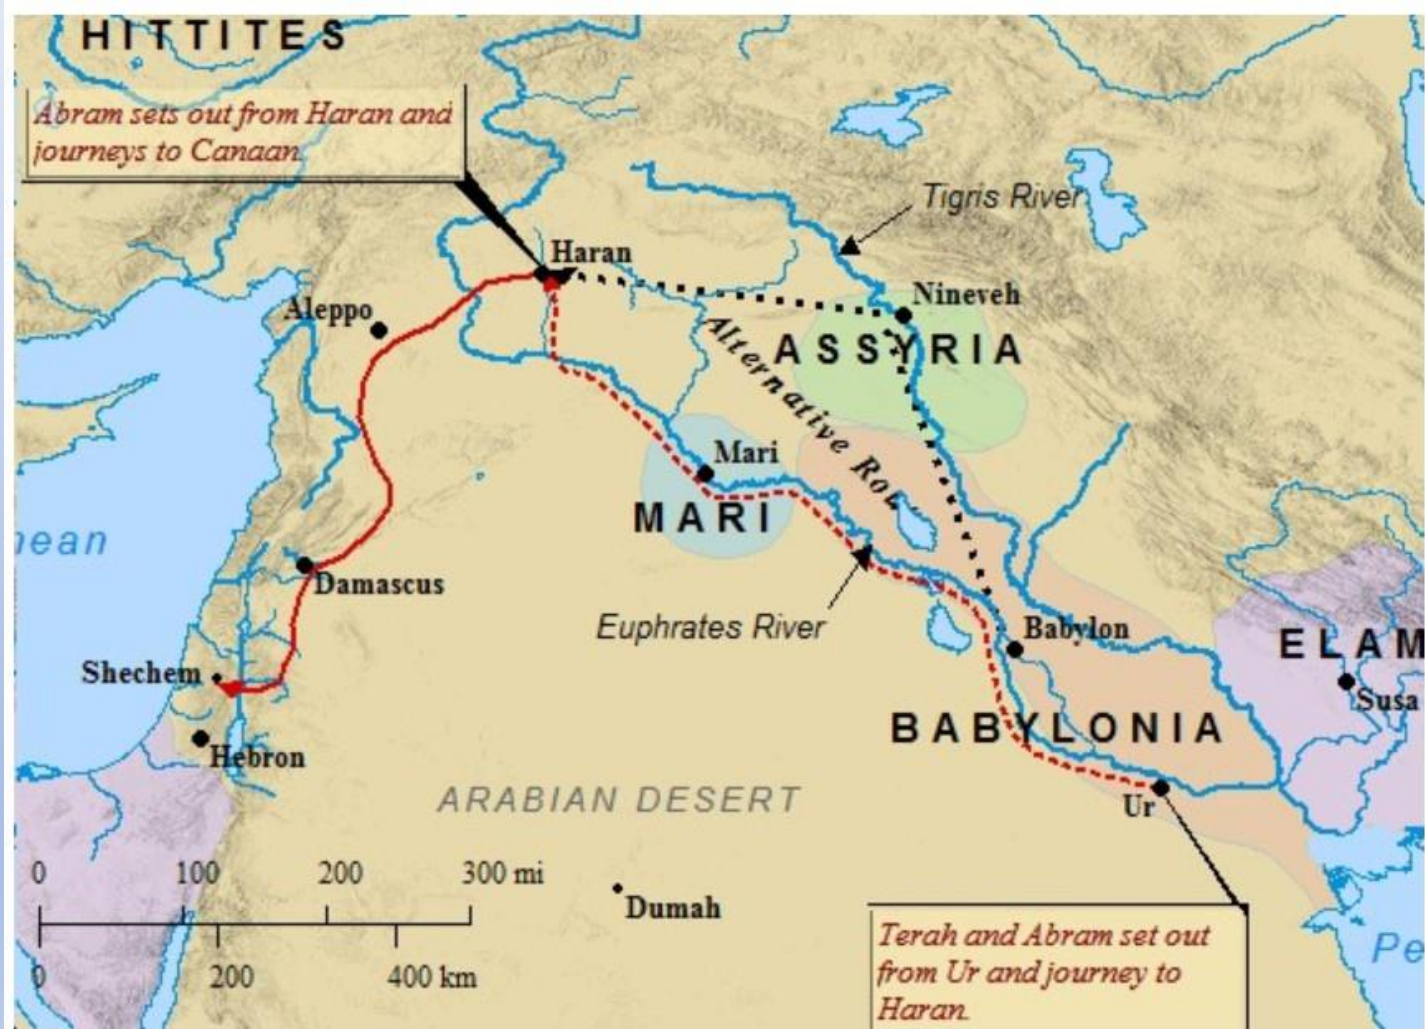 HITTITES
Abram sets out from Haran and
journeys to Canaan.
Tigris River
Haran
Nineveh
Aleppo
ASSYRIA
Alternative Rou
Mari
MARI
nean
Damascus
Euphrates River
Babylon
ELAM
Shechem
Susa
BABYLONIA
Hebron
ARABIAN DESERT
Ur
0 100 200 300 mi
Dumah
0 200 400 km
Terah and Abram set out
from Ur and journey to
Haran.
Pe